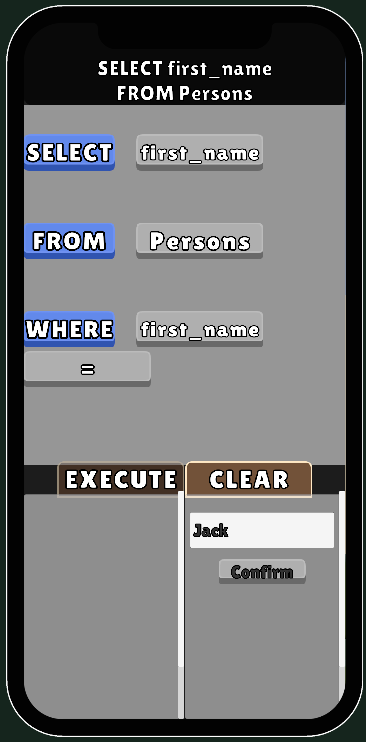 SELECT first_name
FROM Persons
SELECT first_name
FROM Persons
WHERE first_name
=
EXECUTE CLEAR
Jack
Confirm